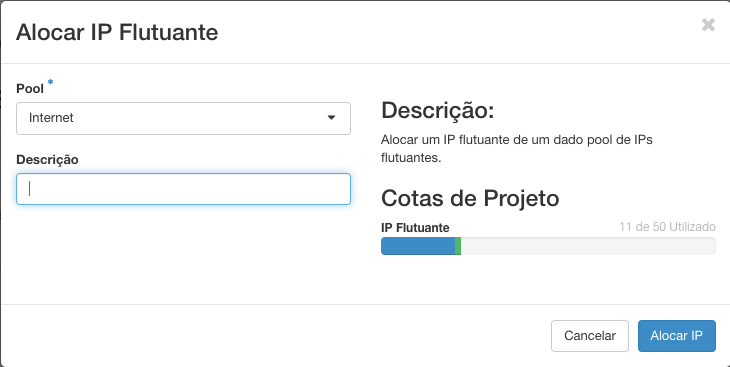 Alocar IP Flutuante
×
Pool *
Internet
Descrição
Descrição:
Alocar um IP flutuante de um dado pool de IPs
flutuantes.
Cotas de Projeto
IP Flutuante 11 de 50 Utilizado
Cancelar Alocar IP